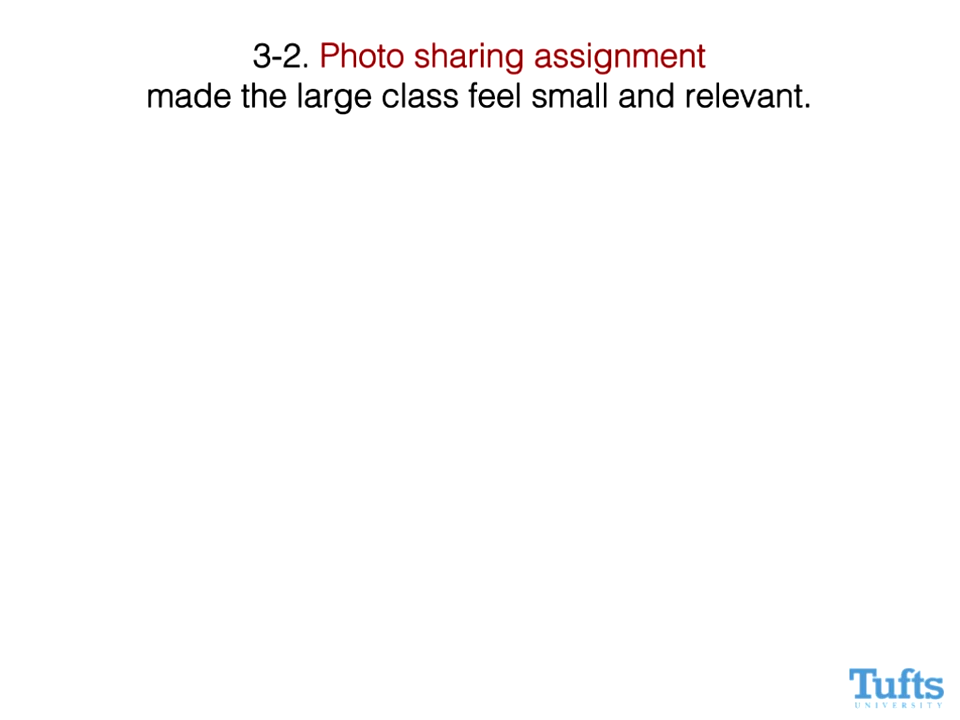 3-2. Photo sharing assignment
made the large class feel small and relevant.
Tufts
UNIVERSITY